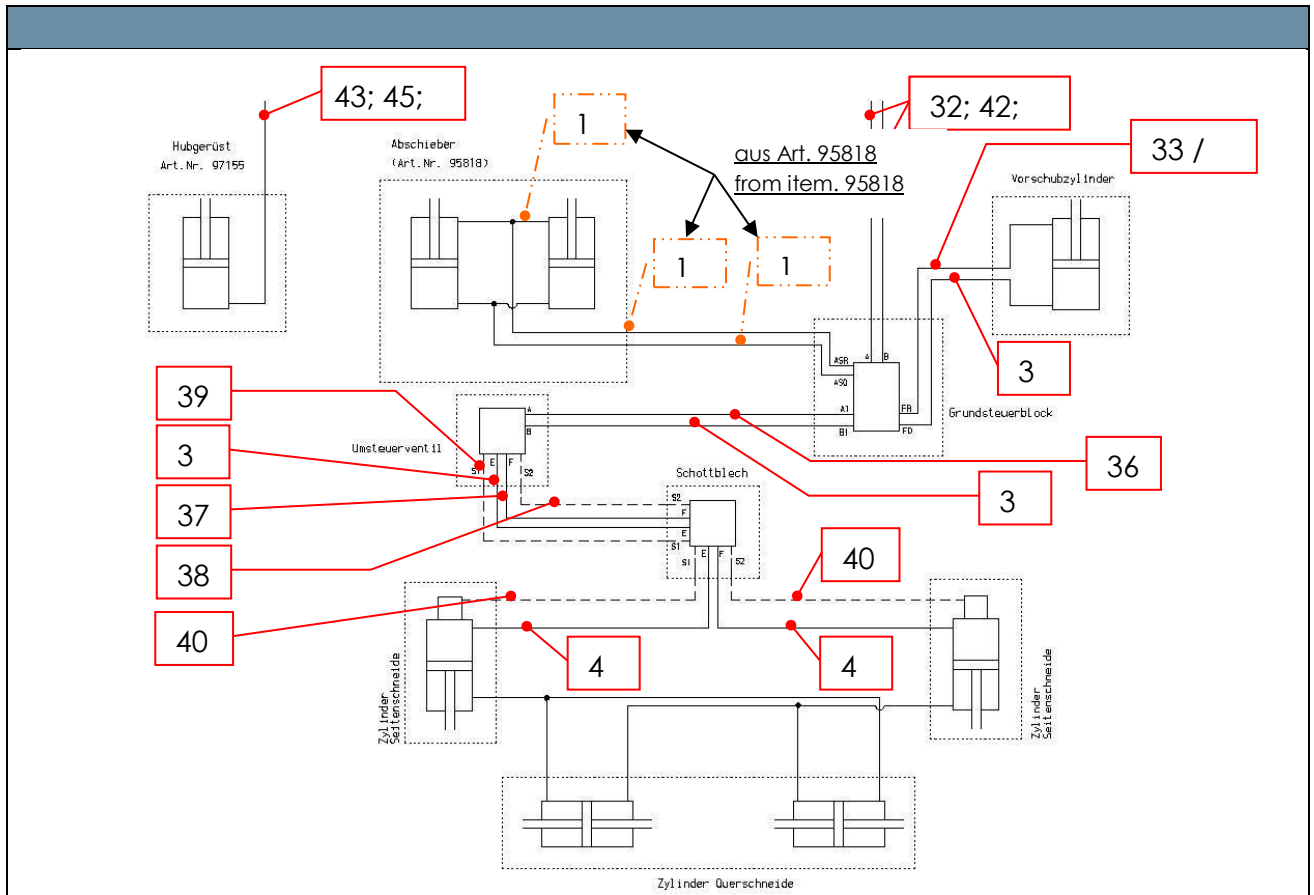 43; 45;
1
32; 42;
Hubgerüst
Art.Nr. 97155
Abschieber
(Art.Nr. 95818)
aus Art. 95818
from item. 95818
33 /
Vorschubzylinder
1
1
3
A B
ASR
ASO
A1
B1
FR
FO
Grundsteuerblock
39
3
37
38
40
A
B
Umsteuerventil
S1 E F S2
36
3
Schottblech
S2
F
E
S1
S1 E F S2
40
4
4
Zylinder
Seitenschneide
Zylinder
Seitenschneide
Zylinder Querschneide